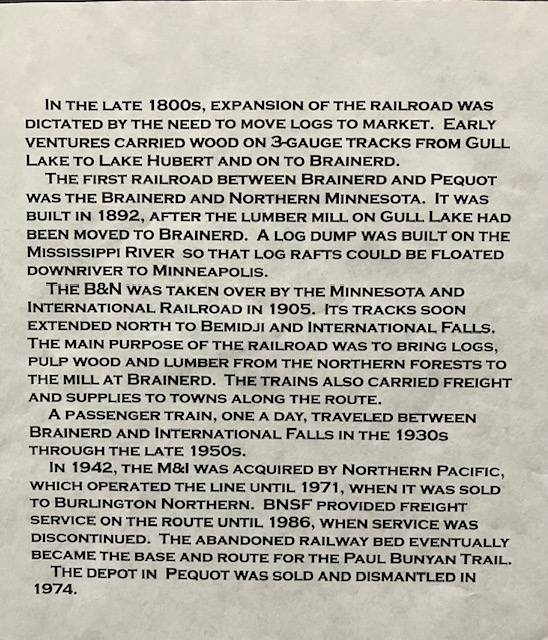 In the late 1800s, expansion of the railroad was
dictated by the need to move logs to market. Early
ventures carried wood on 3-gauge tracks from Gull
Lake to Lake Hubert and on to Brainerd.
The first railroad between Brainerd and Pequot
was the Brainerd and Northern Minnesota. It was
built in 1892, after the lumber mill on Gull Lake had
been moved to Brainerd. A log dump was built on the
Mississippi River so that log rafts could be floated
downriver to Minneapolis.
The B&N was taken over by the Minnesota and
International Railroad in 1905. Its tracks soon
extended north to Bemidji and International Falls.
The main purpose of the railroad was to bring logs,
pulp wood and lumber from the northern forests to
the mill at Brainerd. The trains also carried freight
and supplies to towns along the route.
A passenger train, one a day, traveled between
Brainerd and International Falls in the 1930s
through the late 1950s.
In 1942, the M&I was acquired by Northern Pacific,
which operated the line until 1971, when it was sold
to Burlington Northern. BNSF provided freight
service on the route until 1986, when service was
discontinued. The abandoned railway bed eventually
became the base and route for the Paul Bunyan Trail.
The depot in Pequot was sold and dismantled in
1974.